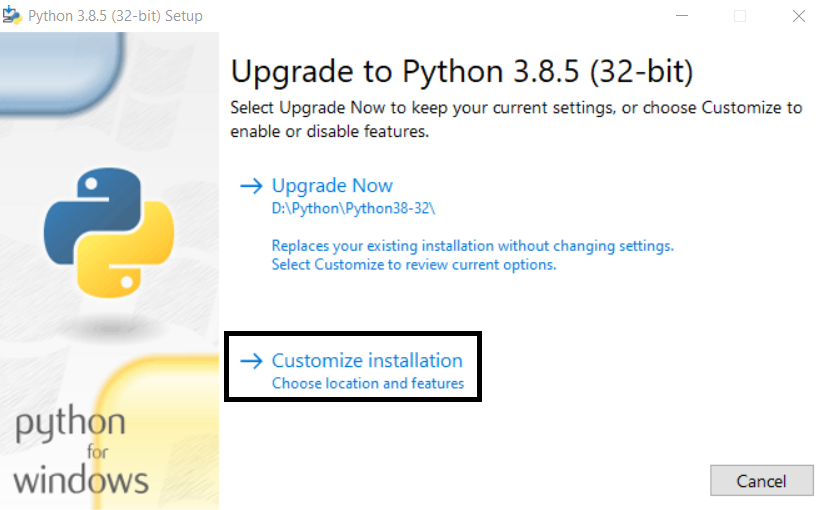 Python 3.8.5 (32-bit) Setup
Upgrade to Python 3.8.5 (32-bit)
Select Upgrade Now to keep your current settings, or choose Customize to
enable or disable features.
Upgrade Now
D:\Python\Python38-32\
Replaces your existing installation without changing settings.
Select Customize to review current options.
Customize installation
Choose location and features
python
for
windows
Cancel